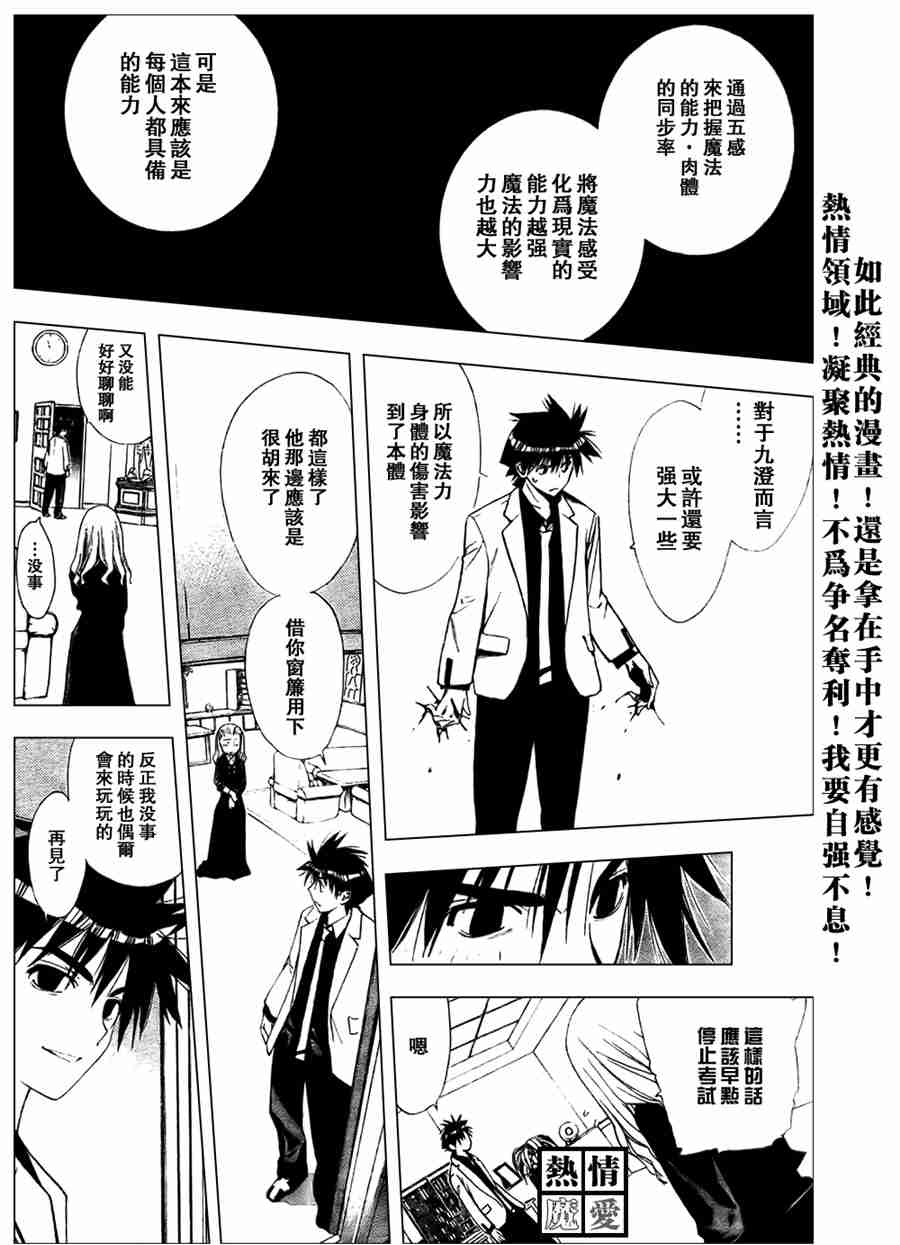 通過五感
來把握魔法
的能力·肉體
的同步率
將魔法感受
化爲現實的
能力越强
魔法的影響
力也越大
可是
這本來應該是
每個人都具備
的能力
對于九澄而言
……
或許還要
强大一些
所以魔法力
身體的傷害影響
到了本體
都這樣了
他那邊應該是
很胡來了
借你窗簾用下
又没能
好好聊聊啊
…没事
這樣的話
應該早點
停止考試
嗯
反正我没事
的時候也偶爾
會來玩玩的
再見了
如此經典的漫畫！還是拿在手中才更有感覺！
熱情領域！凝聚熱情！不爲争名奪利！我要自强不息！
熱情
魔愛